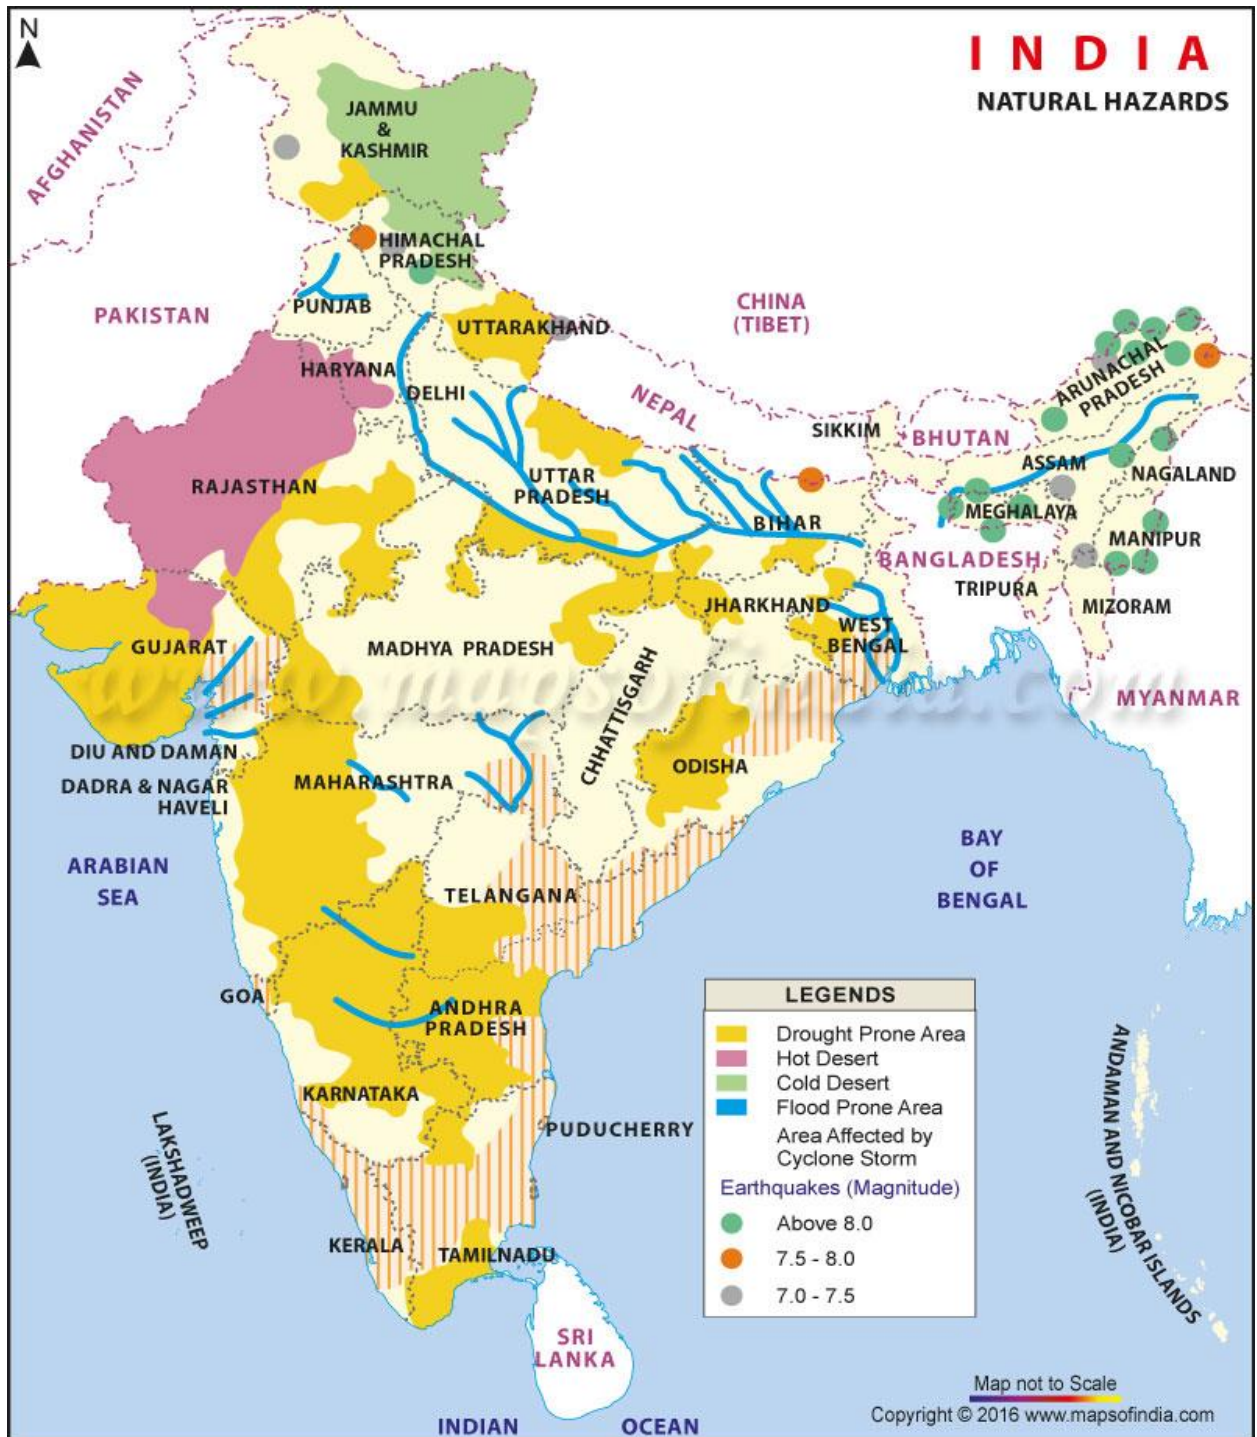 N
INDIA
NATURAL HAZARDS
AFGHANISTAN
JAMMU
&
KASHMIR
HIMACHAL
PRADESH
PAKISTAN
PUNJAB
CHINA
(TIBET)
UTTARAKHAND
HARYANA
DELHI
NEPAL
SIKKIM
BHUTAN
ARUNACHAL
PRADESH
ASSAM
NAGALAND
RAJASTHAN
UTTAR
PRADESH
BIHAR
MEGHALAYA
MANIPUR
BANGLADESH
TRIPURA
MIZORAM
JHARKHAND
WEST
BENGAL
GUJARAT
MADHYA PRADESH
www.mapsofindia.com
CHHATTISGARH
MYANMAR
DIU AND DAMAN
DADRA & NAGAR
HAVELI
MAHARASHTRA
ODISHA
ARABIAN
SEA
BAY
OF
BENGAL
TELANGANA
GOA
ANDHRA
PRADESH
KARNATAKA
PUDUCHERRY
LAKSHADWEEP
(INDIA)
KERALA
TAMILNADU
SRI
LANKA
ANDAMAN AND NICOBAR ISLANDS
(INDIA)
LEGENDS
Drought Prone Area
Hot Desert
Cold Desert
Flood Prone Area
Area Affected by
Cyclone Storm
Earthquakes (Magnitude)
Above 8.0
7.5 - 8.0
7.0 - 7.5
Map not to Scale
Copyright © 2016 www.mapsofindia.com
INDIAN OCEAN